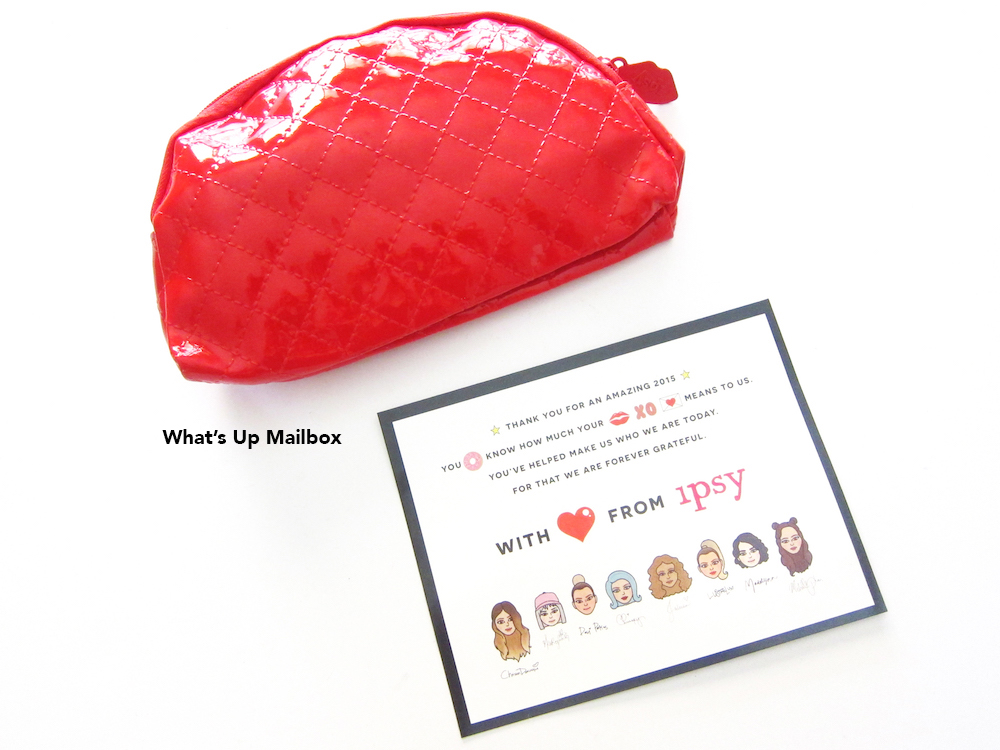 What's Up Mailbox
THANK YOU FOR AN AMAZING 2015
YOU KNOW HOW MUCH YOUR XO MEANS TO US.
YOU'VE HELPED MAKE US WHO WE ARE TODAY.
FOR THAT WE ARE FOREVER GRATEFUL.
WITH FROM ipsy